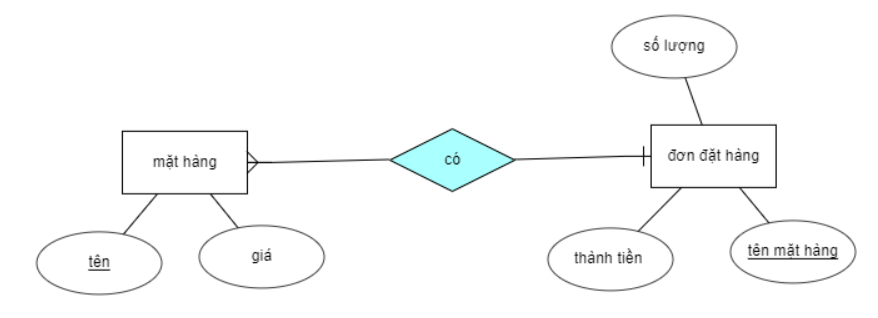 số lượng
mặt hàng
có
đơn đặt hàng
tên
giá
thành tiền
tên mặt hàng